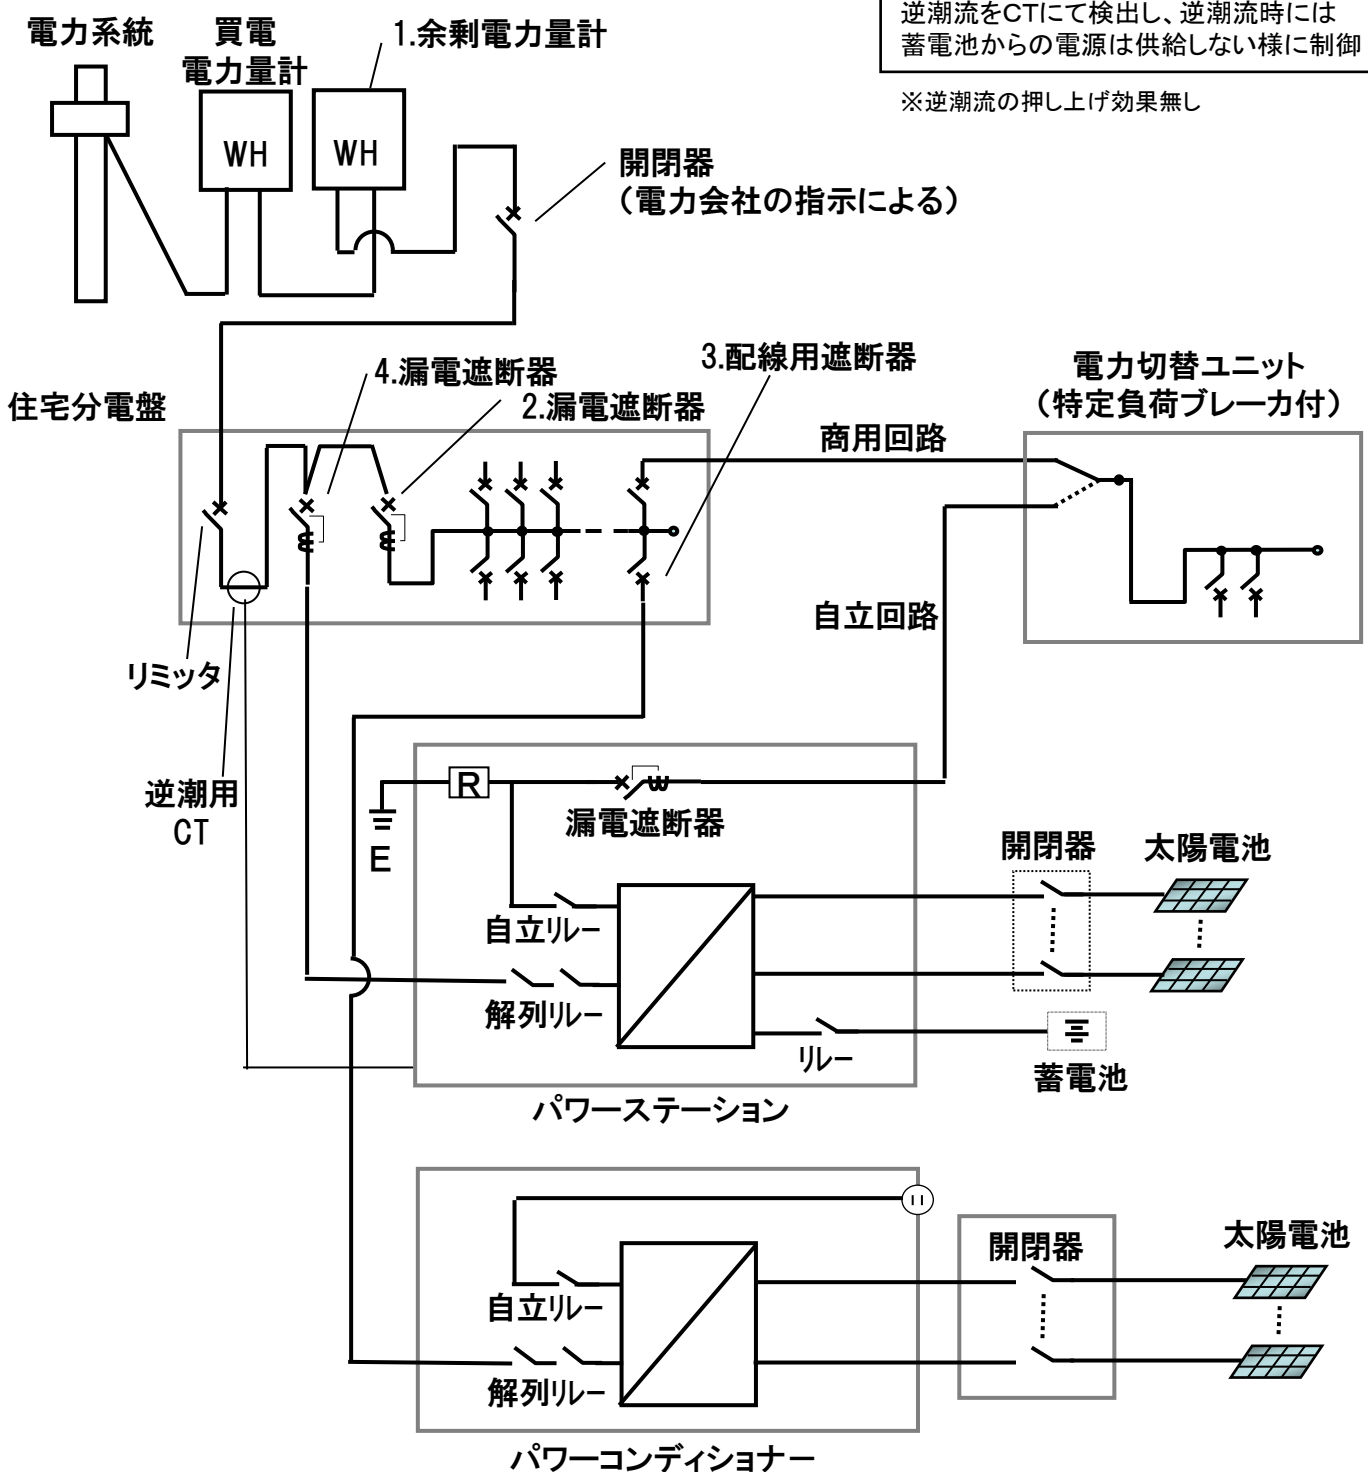 逆潮流をCTにて検出し、逆潮流時には
蓄電池からの電源は供給しない様に制御
※逆潮流の押し上げ効果無し
電力系統
買電
電力量計
1.余剰電力量計
WH
WH
開閉器
（電力会社の指示による）
住宅分電盤
4.漏電遮断器
2.漏電遮断器
3.配線用遮断器
商用回路
電力切替ユニット
（特定負荷ブレーカ付）
自立回路
リミッタ
逆潮用
CT
R
E
漏電遮断器
開閉器
太陽電池
自立リレー
解列リレー
リレー
蓄電池
パワーステーション
自立リレー
解列リレー
開閉器
太陽電池
パワーコンディショナー